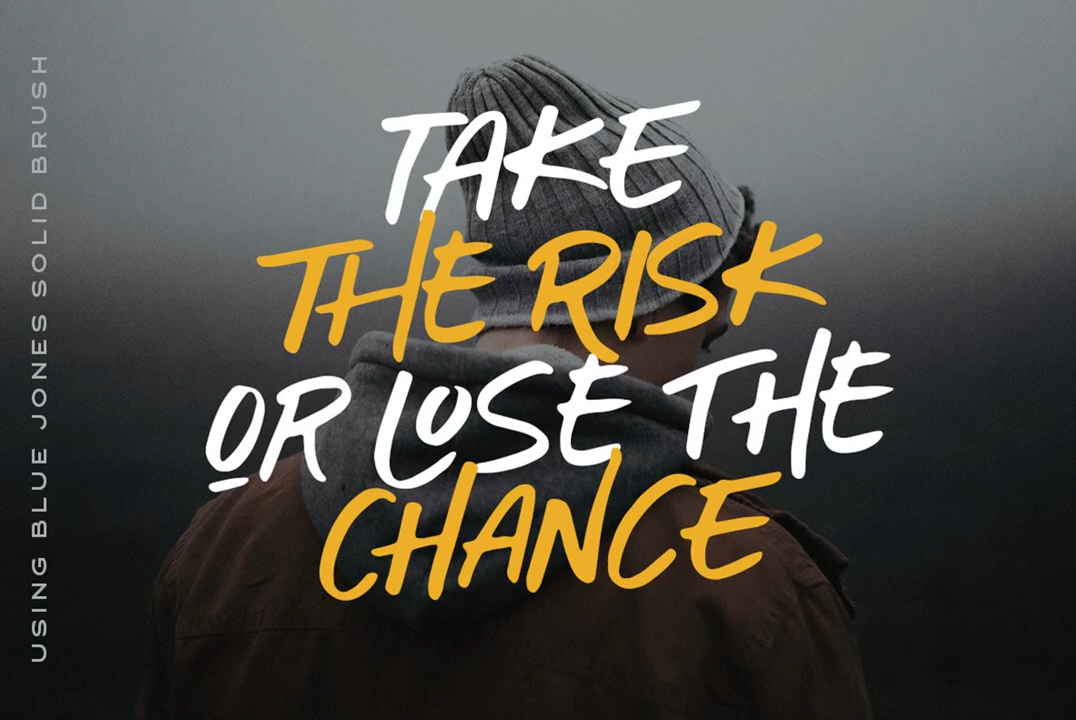 USING BLUE JONES SOLID BRUSH
TAKE
THE RISK
OR LOSE THE
CHANCE